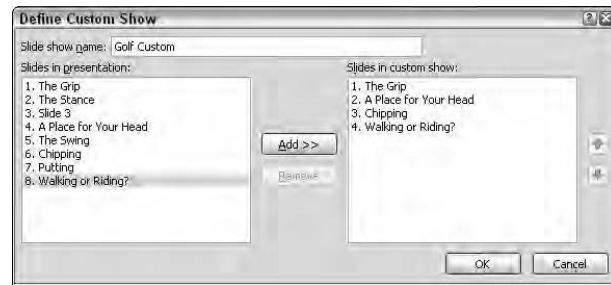 Define Custom Show
Slide show name: Golf Custom
Slides in presentation:
1. The Grip
2. The Stance
3. Slide 3
4. A Place for Your Head
5. The Swing
6. Chipping
7. Putting
8. Walking or Riding?
Add >>
Remove
Slides in custom show:
1. The Grip
2. A Place for Your Head
3. Chipping
4. Walking or Riding?
OK Cancel